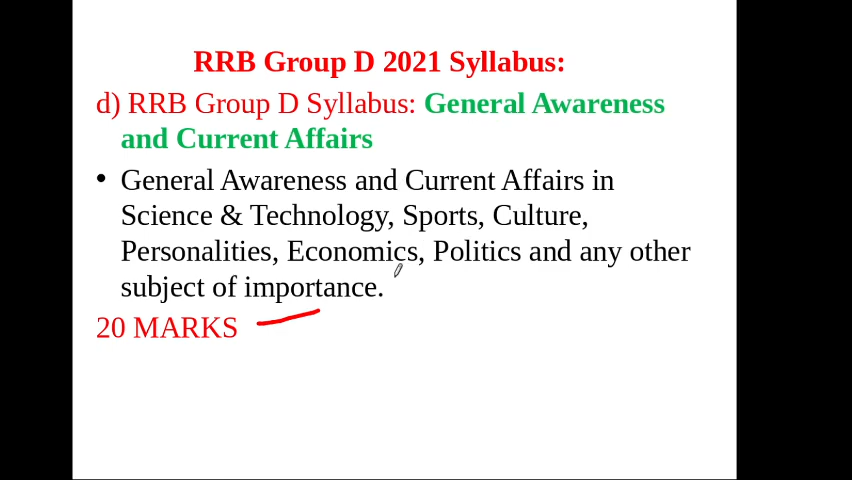 RRB Group D 2021 Syllabus:
d) RRB Group D Syllabus: General Awareness
and Current Affairs
• General Awareness and Current Affairs in
Science & Technology, Sports, Culture,
Personalities, Economics, Politics and any other
subject of importance.
20 MARKS